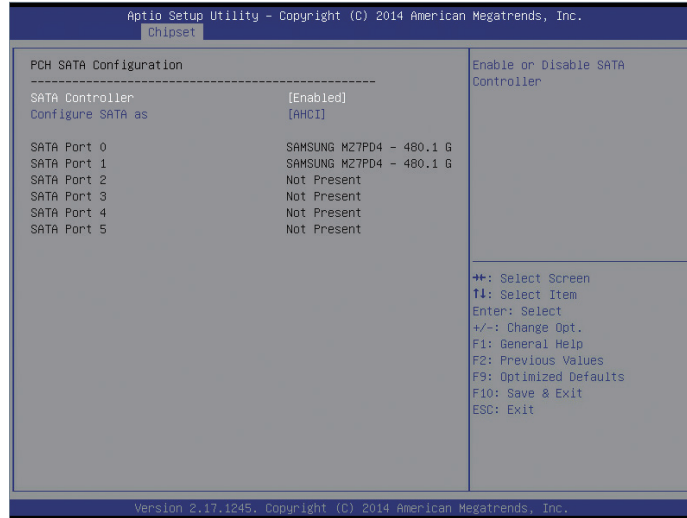 Aptio Setup Utility – Copyright (C) 2014 American Megatrends, Inc.
Chipset
PCH SATA Configuration
--------------------------------------------------
SATA Controller [Enabled]
Configure SATA as [AHCI]
SATA Port 0 SAMSUNG MZ7PD4 – 480.1 G
SATA Port 1 SAMSUNG MZ7PD4 – 480.1 G
SATA Port 2 Not Present
SATA Port 3 Not Present
SATA Port 4 Not Present
SATA Port 5 Not Present
Enable or Disable SATA
Controller
→←: Select Screen
↑↓: Select Item
Enter: Select
+/-: Change Opt.
F1: General Help
F2: Previous Values
F9: Optimized Defaults
F10: Save & Exit
ESC: Exit
Version 2.17.1245. Copyright (C) 2014 American Megatrends, Inc.